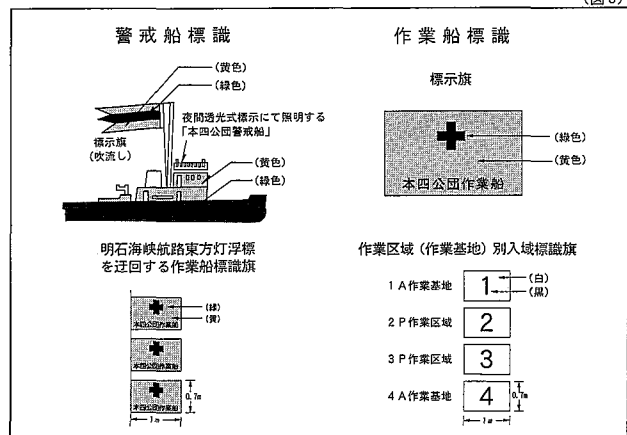 (図3)
警戒船標識
(黄色)
(緑色)
標示旗
(吹流し)
夜間透光式標示にて照明する
「本四公団警戒船」
(黄色)
(緑色)
作業船標識
標示旗
(緑色)
(黄色)
本四公団作業船
明石海峡航路東方灯浮標
を迂回する作業船標識旗
(緑)
(黄)
本四公団作業船
本四公団作業船
本四公団作業船
0.7m
1m
作業区域(作業基地)別入域標識旗
1A作業基地
1
(白)
(黒)
2P作業区域
2
3P作業区域
3
4A作業基地
4
0.7m
1m